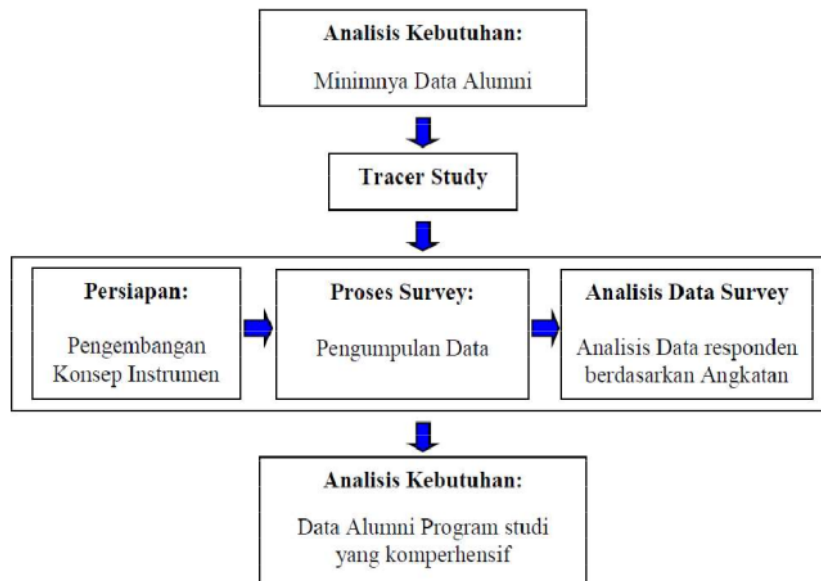 Analisis Kebutuhan:
Minimnya Data Alumni
Tracer Study
Persiapan:
Pengembangan
Konsep Instrumen
Proses Survey:
Pengumpulan Data
Analisis Data Survey
Analisis Data responden
berdasarkan Angkatan
Analisis Kebutuhan:
Data Alumni Program studi
yang komperhensif